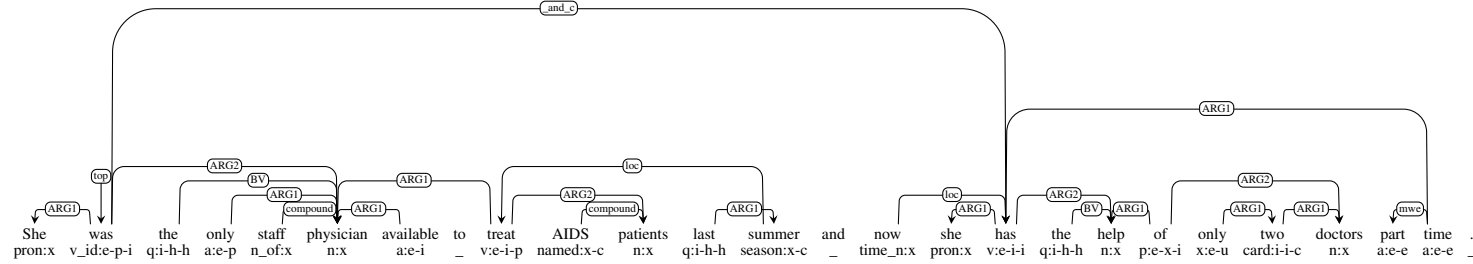 _and_c
ARG1
ARG2 loc
top
BV ARG1 ARG1 ARG2 loc ARG2 ARG2
ARG1 compound ARG1 compound ARG1 ARG1 BV ARG1 ARG1 ARG1 mwe
She was the only staff physician available to treat AIDS patients last summer and now she has the help of only two doctors part time .
pron:x v_id:e-p-i q:i-h-h a:e-p n_of:x n:x a:e-i _ v:e-i-p named:x-c n:x q:i-h-h season:x-c _ time_n:x pron:x v:e-i-i q:i-h-h n:x p:e-x-i x:e-u card:i-i-c n:x a:e-e a:e-e _